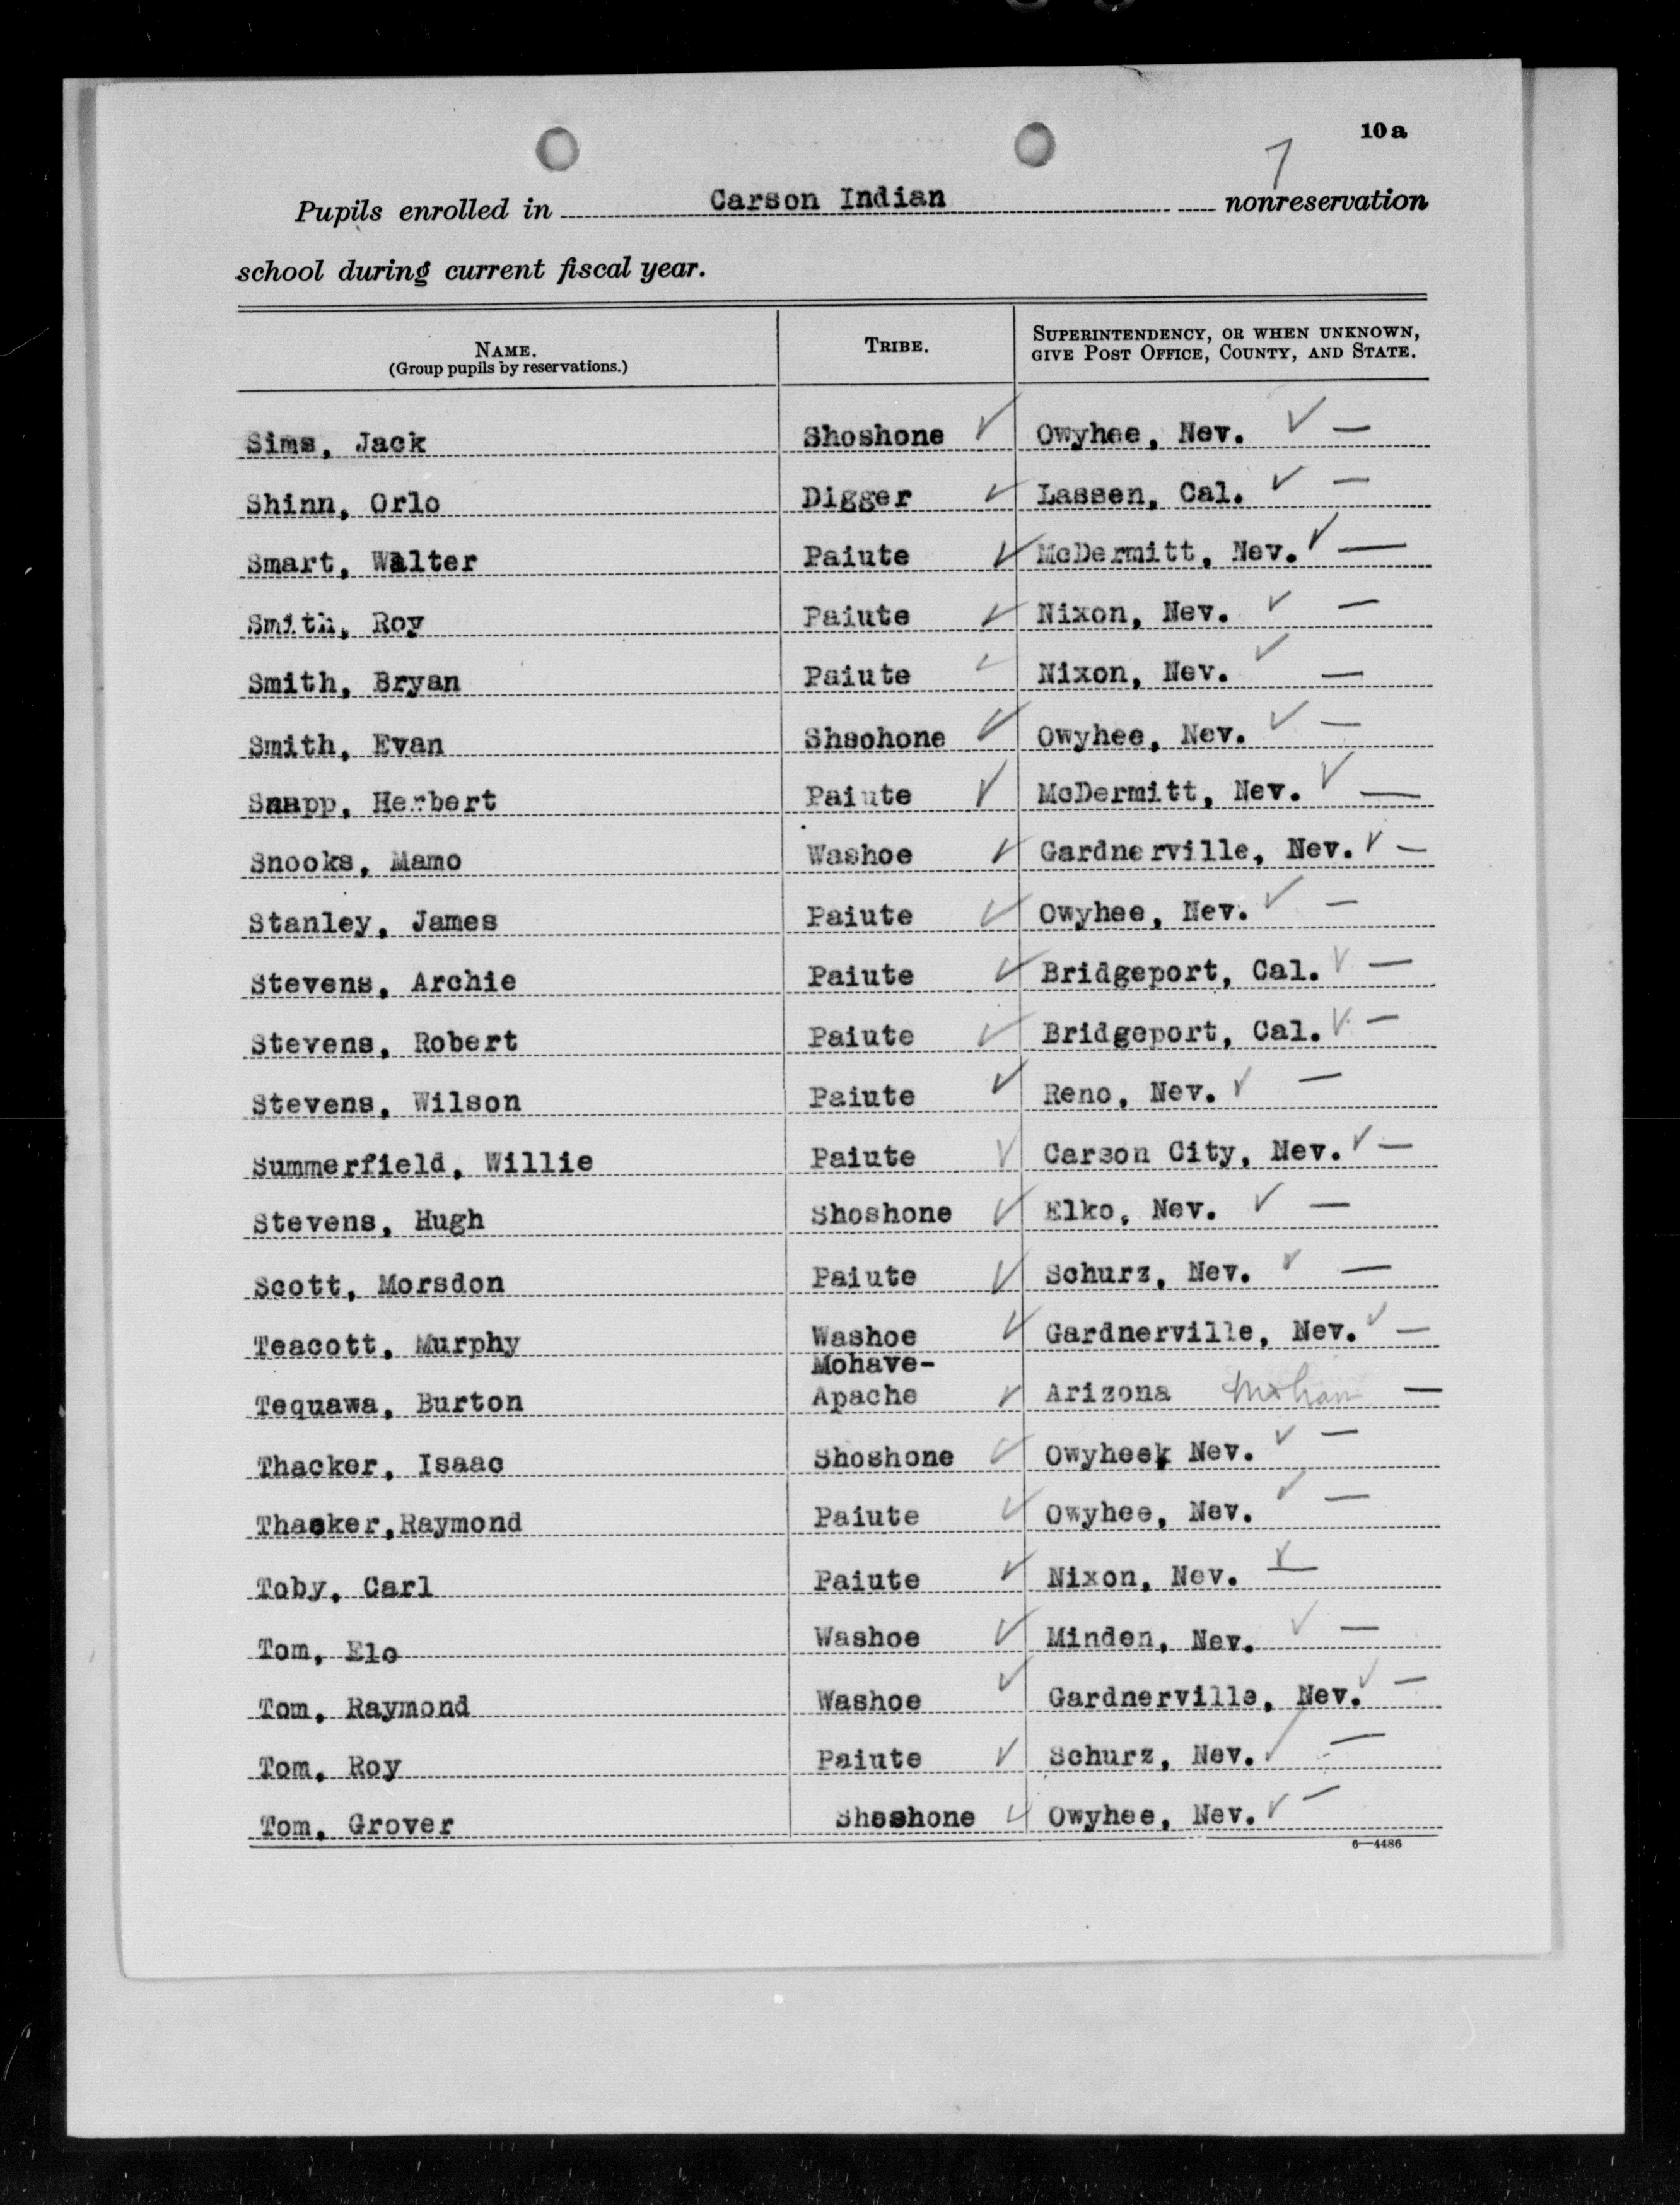 10a
7
Pupils enrolled in Carson Indian nonreservation
school during current fiscal year.
NAME. TRIBE. SUPERINTENDENCY, OR WHEN UNKNOWN,
(Group pupils by reservations.) GIVE POST OFFICE, COUNTY, AND STATE.
Sims, Jack Shoshone ✓ Owyhee, Nev. ✓ —
Shinn, Orlo Digger ✓ Lassen, Cal. ✓ —
Smart, Walter Paiute ✓ McDermitt, Nev. ✓ —
Smith, Roy Paiute ✓ Nixon, Nev. ✓ —
Smith, Bryan Paiute ✓ Nixon, Nev. ✓ —
Smith, Evan Shsohone ✓ Owyhee, Nev. ✓ —
Snapp, Herbert Paiute ✓ McDermitt, Nev. ✓ —
Snooks, Mamo Washoe ✓ Gardnerville, Nev. ✓ —
Stanley, James Paiute ✓ Owyhee, Nev. ✓ —
Stevens, Archie Paiute ✓ Bridgeport, Cal. ✓ —
Stevens, Robert Paiute ✓ Bridgeport, Cal. ✓ —
Stevens, Wilson Paiute ✓ Reno, Nev. ✓ —
Summerfield, Willie Paiute ✓ Carson City, Nev. ✓ —
Stevens, Hugh Shoshone ✓ Elko, Nev. ✓ —
Scott, Morsdon Paiute ✓ Schurz, Nev. ✓ —
Teacott, Murphy Washoe ✓ Gardnerville, Nev. ✓ —
Mohave-
Tequawa, Burton Apache ✓ Arizona —
Thacker, Isaac Shoshone ✓ Owyheek Nev. ✓ —
Thacker,Raymond Paiute ✓ Owyhee, Nev. ✓ —
Toby, Carl Paiute ✓ Nixon, Nev. ✓ —
Tom, Elo Washoe ✓ Minden, Nev. ✓ —
Tom, Raymond Washoe ✓ Gardnerville, Nev. ✓ —
Tom, Roy Paiute ✓ Schurz, Nev. ✓ —
Tom, Grover Shoshone ✓ Owyhee, Nev. ✓ —
6—4486